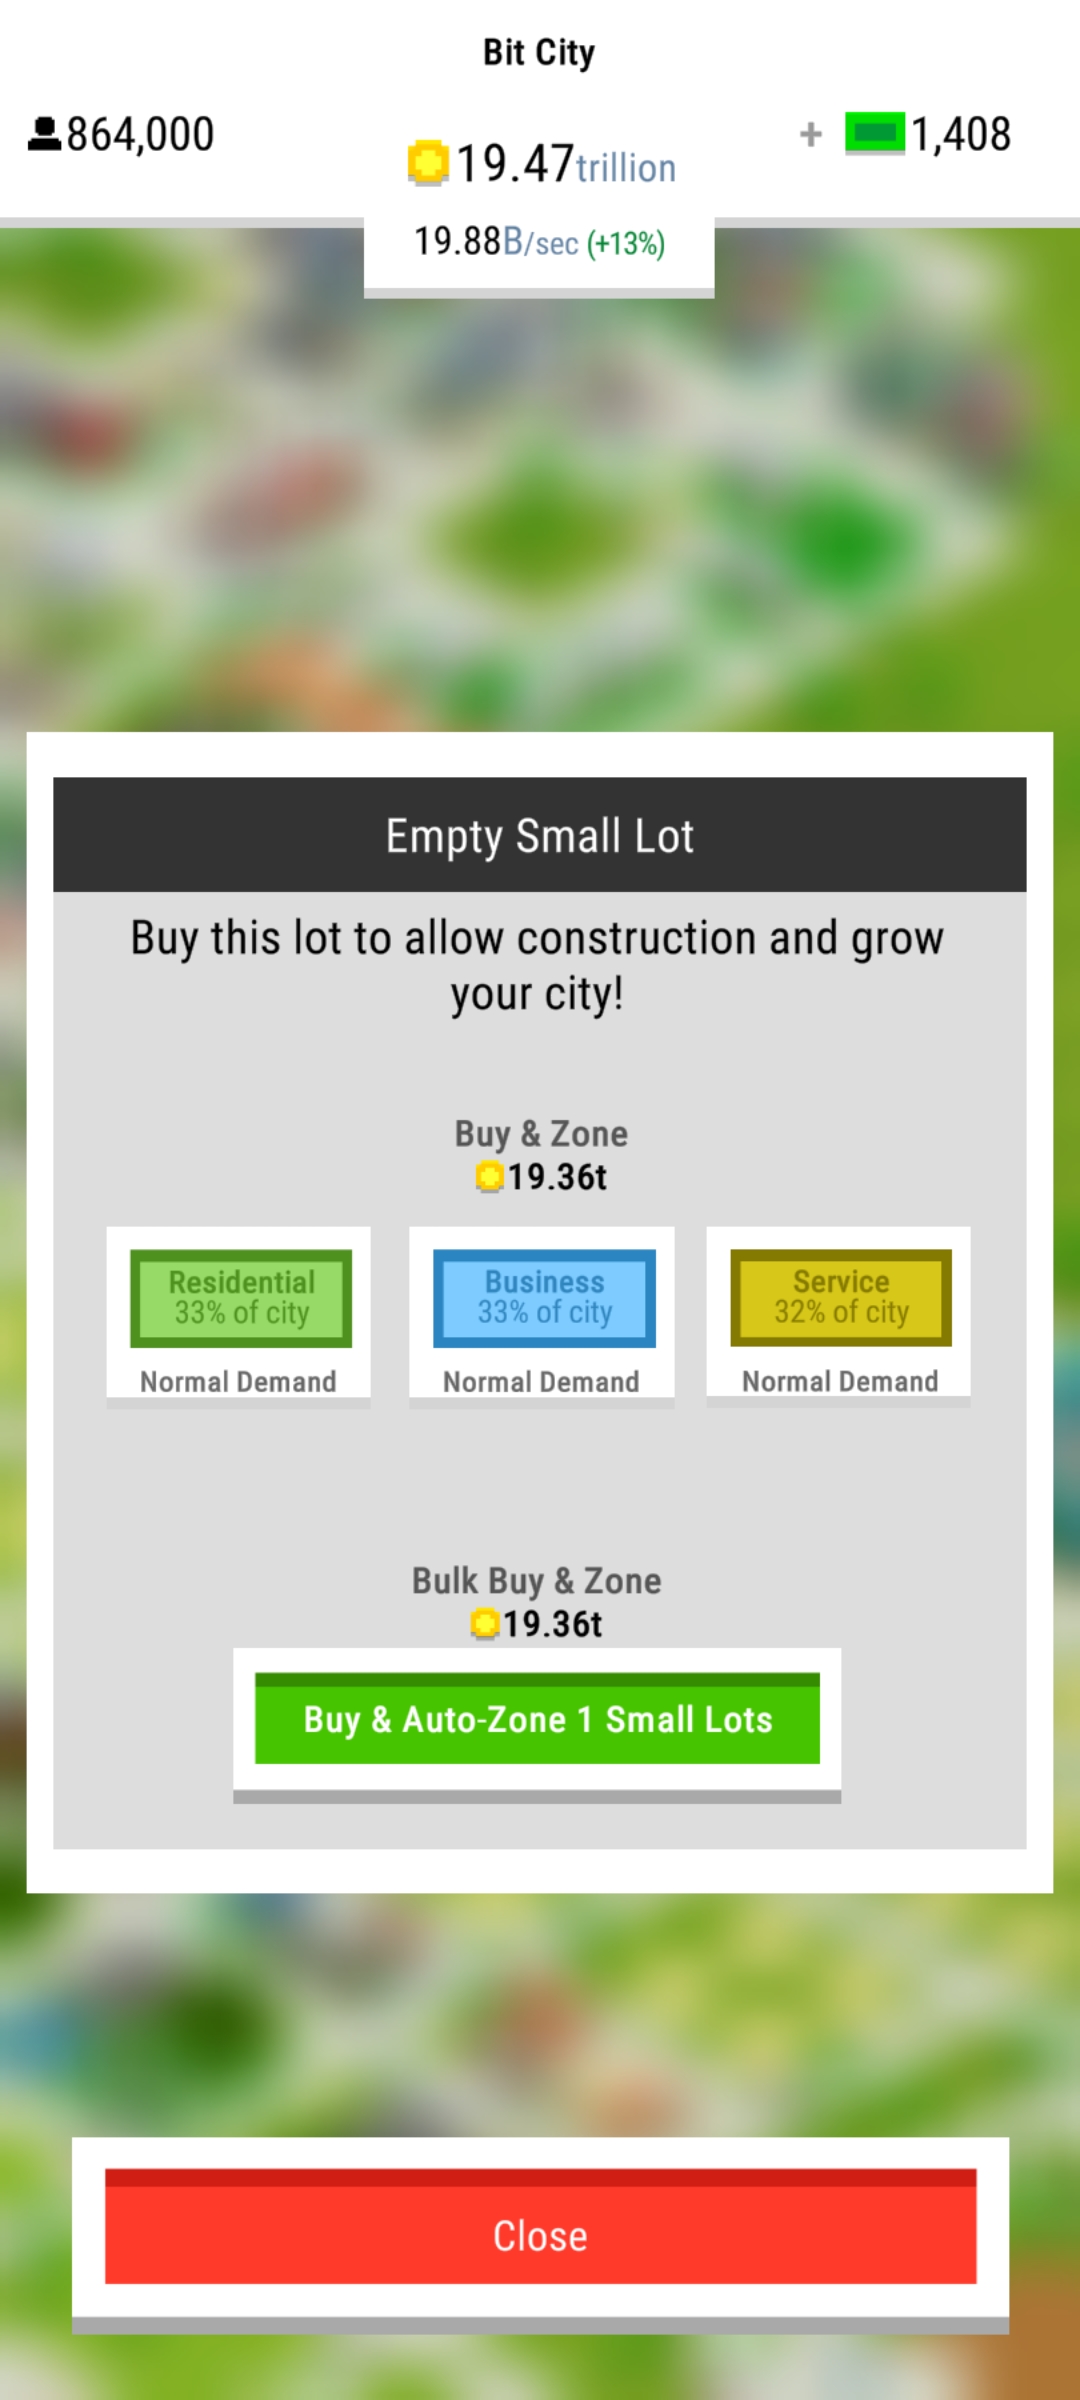 Bit City
864,000
19.47trillion
+ 1,408
19.88B/sec (+13%)
Empty Small Lot
Buy this lot to allow construction and grow
your city!
Buy & Zone
19.36t
Residential
33% of city
Normal Demand
Business
33% of city
Normal Demand
Service
32% of city
Normal Demand
Bulk Buy & Zone
19.36t
Buy & Auto-Zone 1 Small Lots
Close